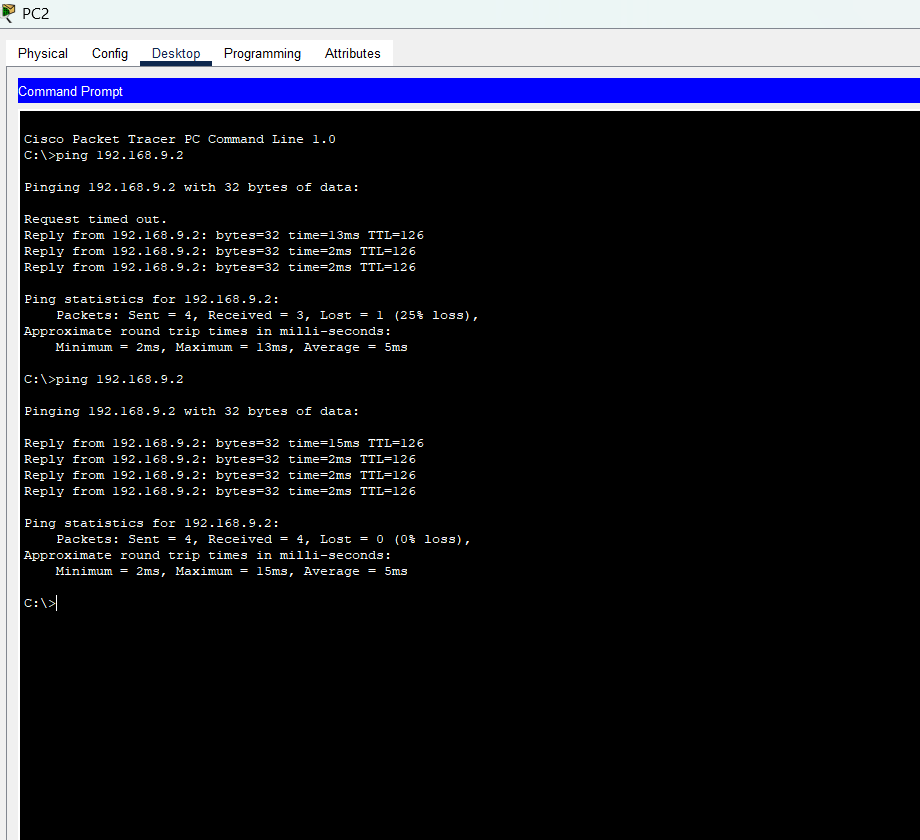 PC2
Physical Config Desktop Programming Attributes
Command Prompt
Cisco Packet Tracer PC Command Line 1.0
C:\>ping 192.168.9.2
Pinging 192.168.9.2 with 32 bytes of data:
Request timed out.
Reply from 192.168.9.2: bytes=32 time=13ms TTL=126
Reply from 192.168.9.2: bytes=32 time=2ms TTL=126
Reply from 192.168.9.2: bytes=32 time=2ms TTL=126
Ping statistics for 192.168.9.2:
    Packets: Sent = 4, Received = 3, Lost = 1 (25% loss),
Approximate round trip times in milli-seconds:
    Minimum = 2ms, Maximum = 13ms, Average = 5ms
C:\>ping 192.168.9.2
Pinging 192.168.9.2 with 32 bytes of data:
Reply from 192.168.9.2: bytes=32 time=15ms TTL=126
Reply from 192.168.9.2: bytes=32 time=2ms TTL=126
Reply from 192.168.9.2: bytes=32 time=2ms TTL=126
Reply from 192.168.9.2: bytes=32 time=2ms TTL=126
Ping statistics for 192.168.9.2:
    Packets: Sent = 4, Received = 4, Lost = 0 (0% loss),
Approximate round trip times in milli-seconds:
    Minimum = 2ms, Maximum = 15ms, Average = 5ms
C:\>